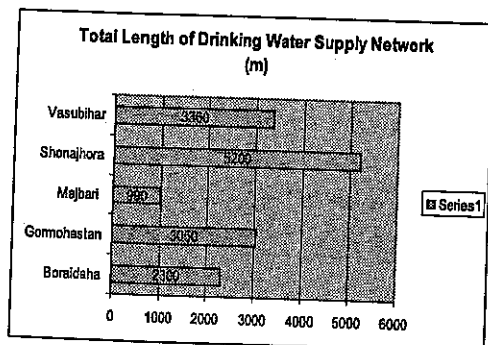 Total Length of Drinking Water Supply Network
(m)
Vasubihar
3360
Shonajhora
5200
Majbari
990
Gormohastan
3050
Boraidaha
2300
Series1
0 1000 2000 3000 4000 5000 6000